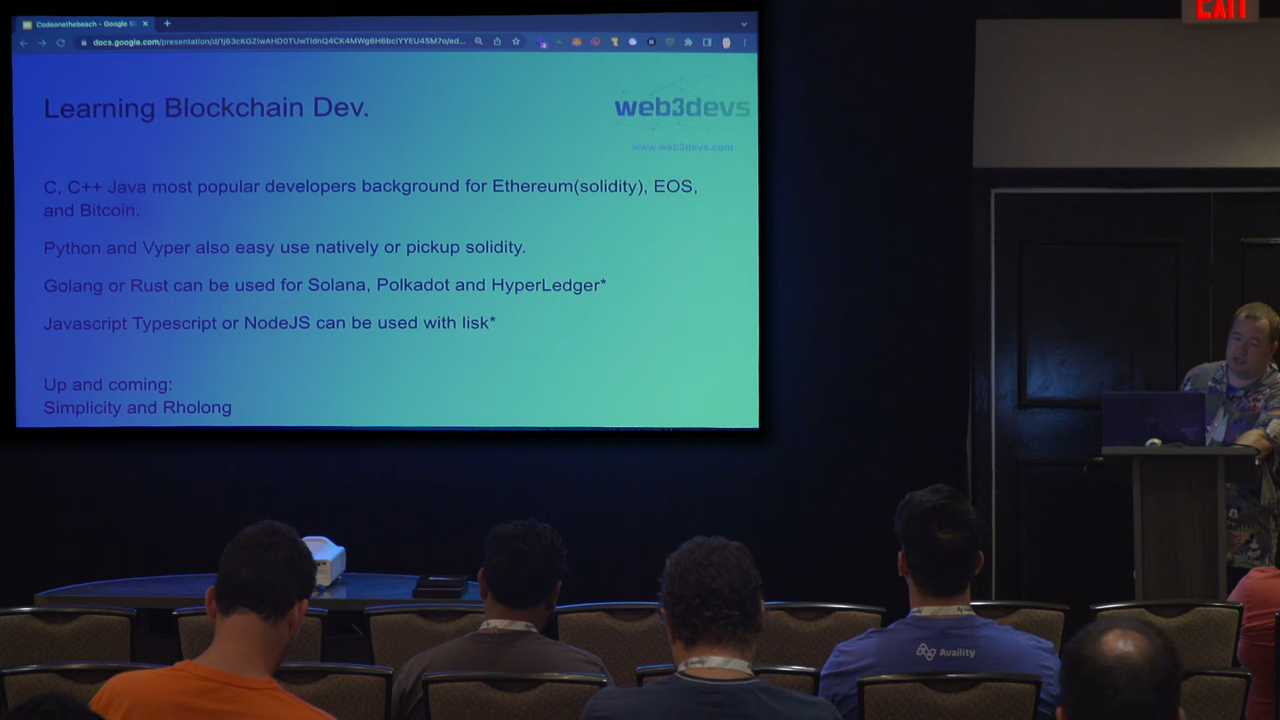 EXIT
Codeonthebeach - Google Sl
docs.google.com/presentation/d/1j63cKGZlwAHD0TUwTldnQ4CK4MWg6H6bciYYEU4SM7o/ed...
Learning Blockchain Dev.
web3devs
www.web3devs.com
C, C++ Java most popular developers background for Ethereum(solidity), EOS,
and Bitcoin.
Python and Vyper also easy use natively or pickup solidity.
Golang or Rust can be used for Solana, Polkadot and HyperLedger*
Javascript Typescript or NodeJS can be used with lisk*
Up and coming:
Simplicity and Rholong
Availity